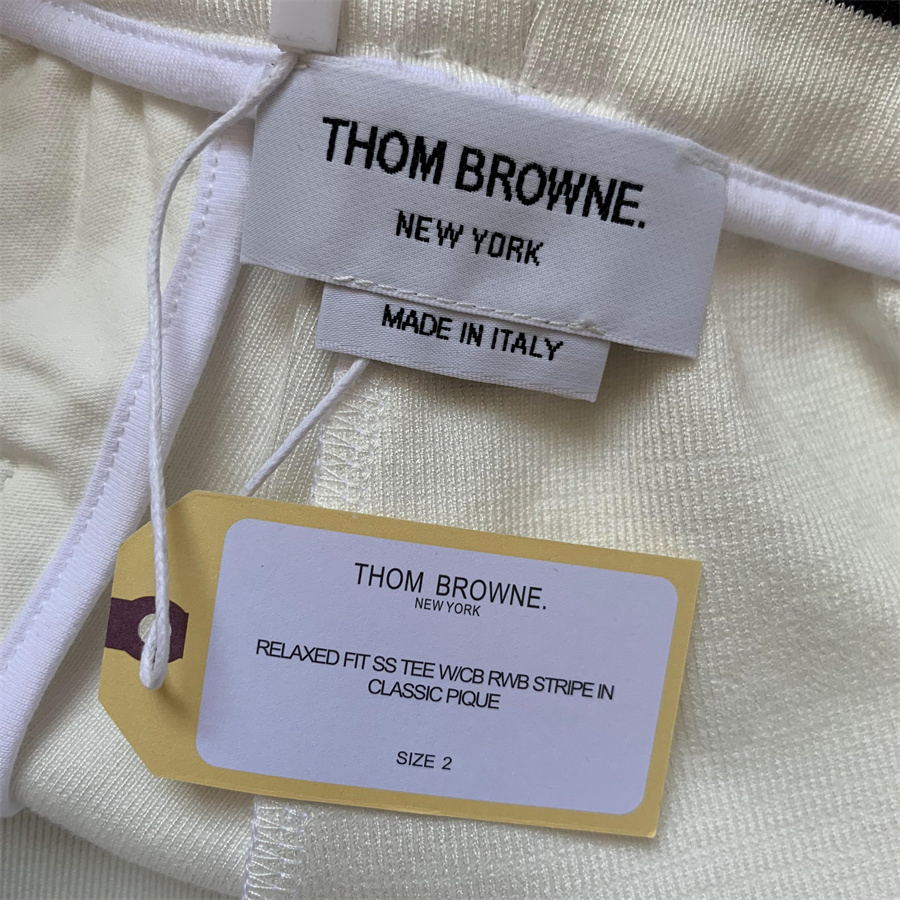 THOM BROWNE.
NEW YORK
MADE IN ITALY
THOM BROWNE.
NEW YORK
RELAXED FIT SS TEE W/CB RWB STRIPE IN
CLASSIC PIQUE
SIZE 2